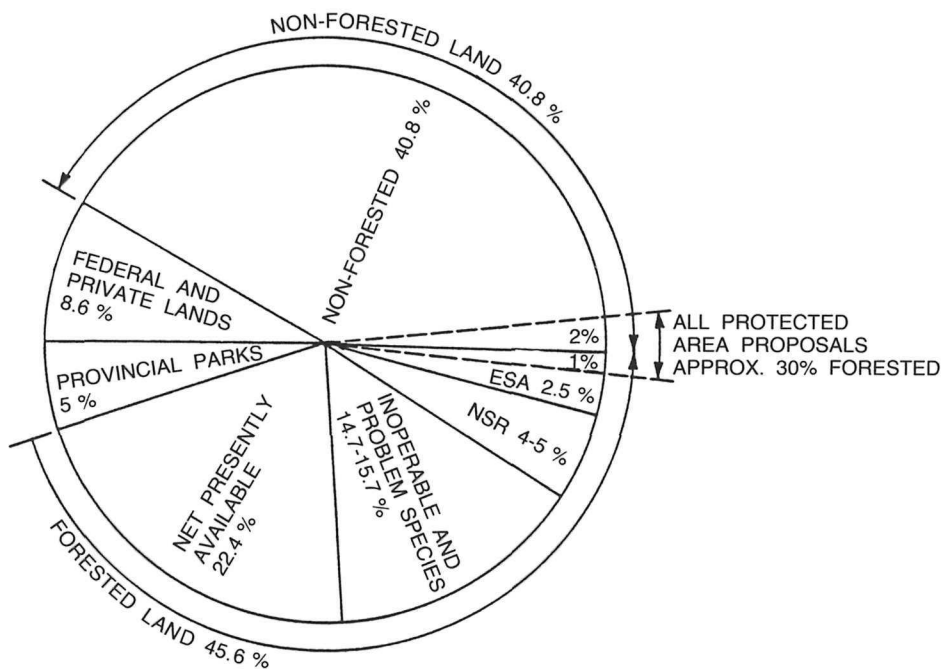 NON-FORESTED LAND 40.8 %
NON-FORESTED 40.8 %
FEDERAL AND
PRIVATE LANDS
8.6 %
PROVINCIAL PARKS
5 %
2%
1%
ALL PROTECTED
AREA PROPOSALS
APPROX. 30% FORESTED
ESA 2.5 %
NSR 4-5 %
INOPERABLE AND
PROBLEM SPECIES
14.7-15.7 %
NET PRESENTLY
AVAILABLE
22.4 %
FORESTED LAND 45.6 %